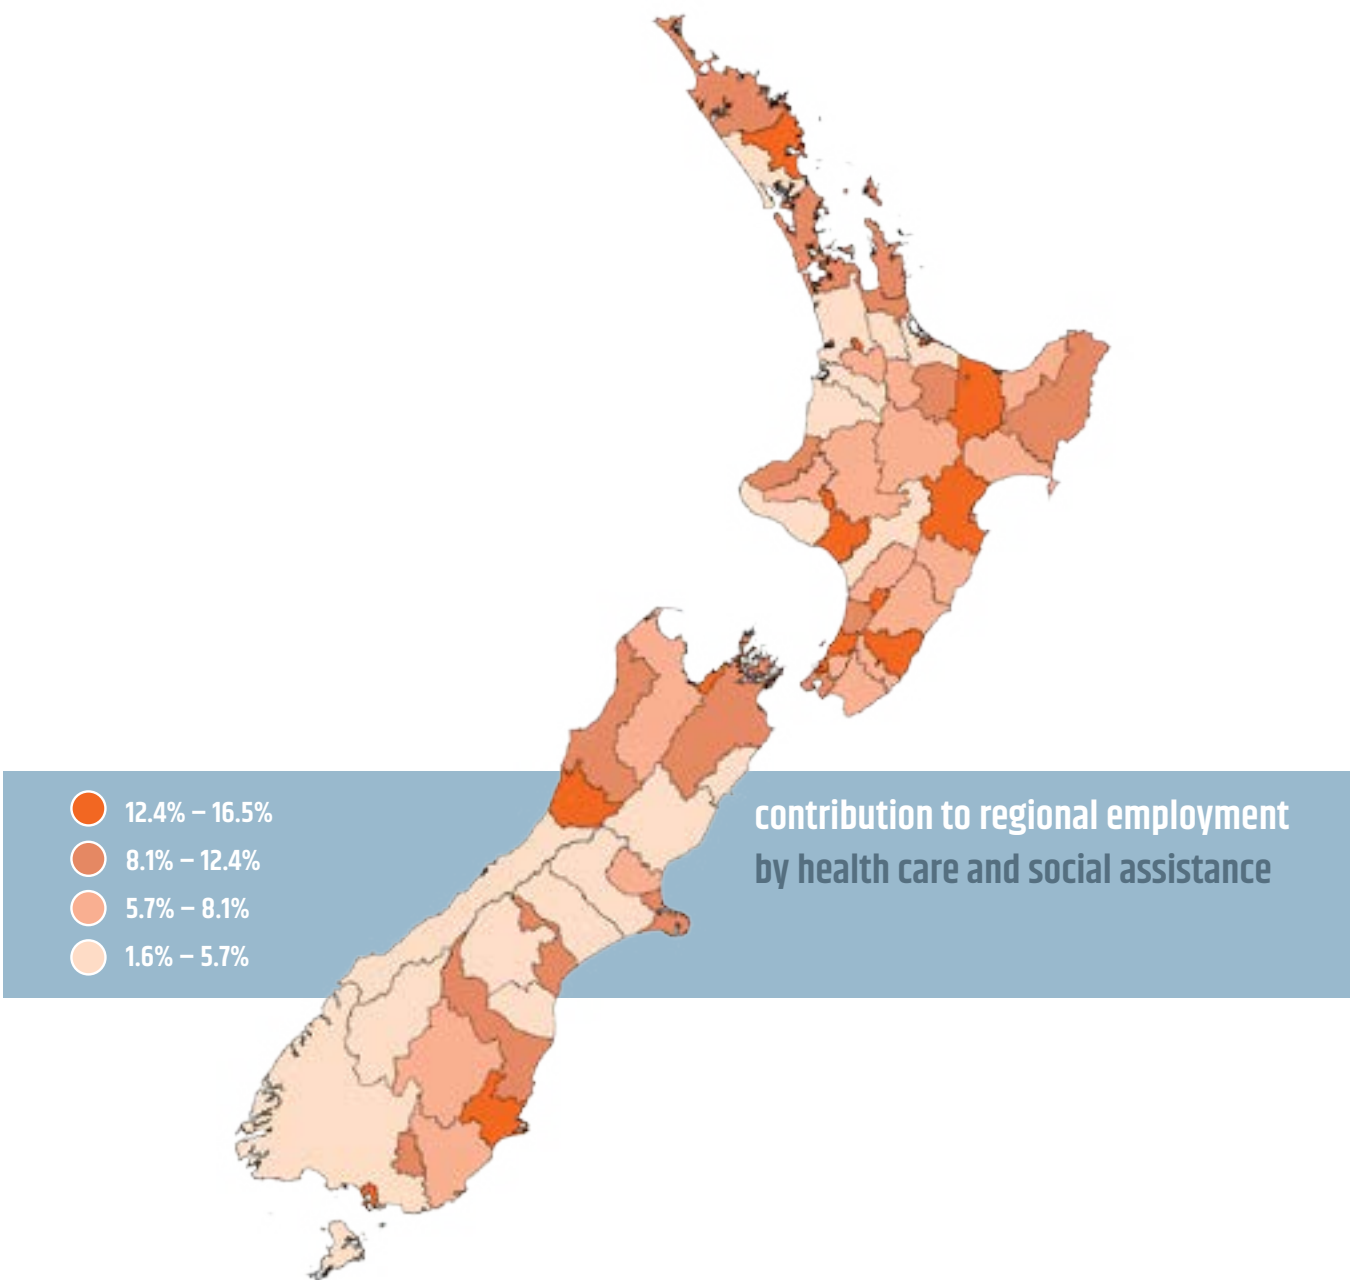 12.4% – 16.5%
8.1% – 12.4%
5.7% – 8.1%
1.6% – 5.7%
contribution to regional employment
by health care and social assistance